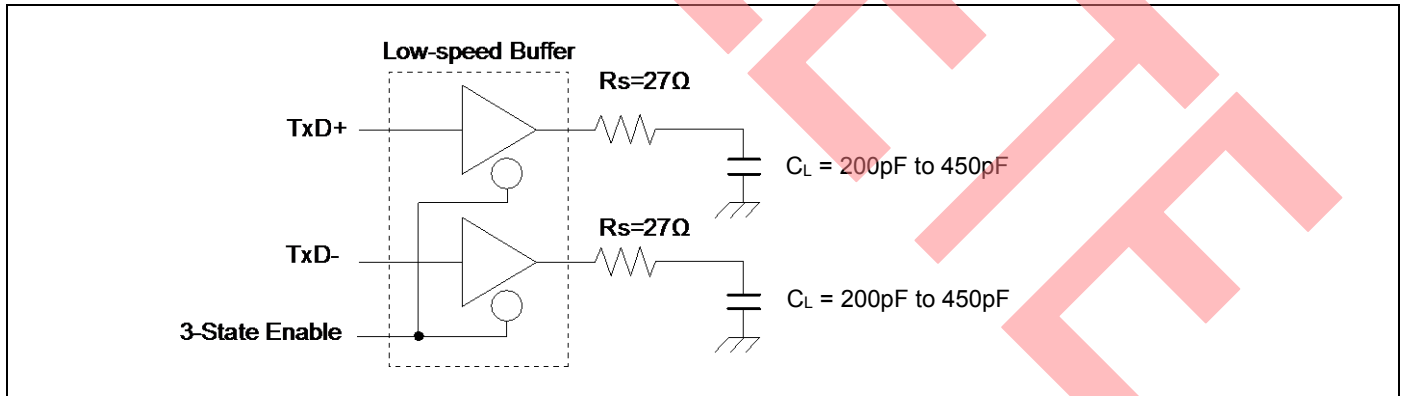 Low-speed Buffer
Rs=27Ω
TxD+
CL = 200pF to 450pF
Rs=27Ω
TxD-
CL = 200pF to 450pF
3-State Enable